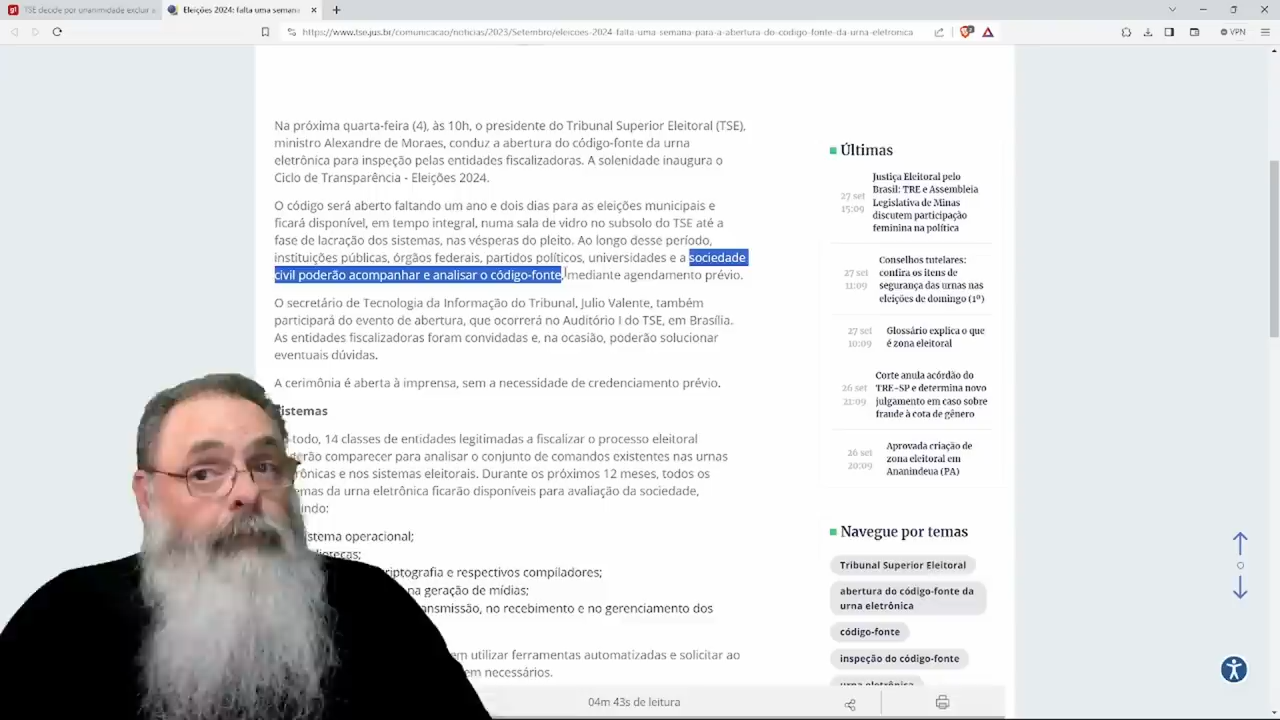 TSE decide por unanimidade excluir
Eleições 2024: falta uma semana
https://www.tse.jus.br/comunicacao/noticias/2023/Setembro/eleicoes-2024-falta-uma-semana-para-a-abertura-do-codigo-fonte-da-urna-eletronica
VPN
Na próxima quarta-feira (4), às 10h, o presidente do Tribunal Superior Eleitoral (TSE),
ministro Alexandre de Moraes, conduz a abertura do código-fonte da urna
eletrônica para inspeção pelas entidades fiscalizadoras. A solenidade inaugura o
Ciclo de Transparência - Eleições 2024.
O código será aberto faltando um ano e dois dias para as eleições municipais e
ficará disponível, em tempo integral, numa sala de vidro no subsolo do TSE até a
fase de lacração dos sistemas, nas vésperas do pleito. Ao longo desse período,
instituições públicas, órgãos federais, partidos políticos, universidades e a sociedade
civil poderão acompanhar e analisar o código-fonte, mediante agendamento prévio.
O secretário de Tecnologia da Informação do Tribunal, Julio Valente, também
participará do evento de abertura, que ocorrerá no Auditório I do TSE, em Brasília.
As entidades fiscalizadoras foram convidadas e, na ocasião, poderão solucionar
eventuais dúvidas.
A cerimônia é aberta à imprensa, sem a necessidade de credenciamento prévio.
istemas
todo, 14 classes de entidades legitimadas a fiscalizar o processo eleitoral
erão comparecer para analisar o conjunto de comandos existentes nas urnas
rônicas e nos sistemas eleitorais. Durante os próximos 12 meses, todos os
emas da urna eletrônica ficarão disponíveis para avaliação da sociedade,
ndo:
istema operacional;
liotecas;
riptografia e respectivos compiladores;
na geração de mídias;
ansmissão, no recebimento e no gerenciamento dos
em utilizar ferramentas automatizadas e solicitar ao
em necessários.
04m 43s de leitura
Últimas
27 set
15:09
Justiça Eleitoral pelo
Brasil: TRE e Assembleia
Legislativa de Minas
discutem participação
feminina na política
27 set
11:09
Conselhos tutelares:
confira os itens de
segurança das urnas nas
eleições de domingo (1º)
27 set
10:09
Glossário explica o que
é zona eleitoral
26 set
21:09
Corte anula acórdão do
TRE-SP e determina novo
julgamento em caso sobre
fraude à cota de gênero
26 set
20:09
Aprovada criação de
zona eleitoral em
Ananindeua (PA)
Navegue por temas
Tribunal Superior Eleitoral
abertura do código-fonte da
urna eletrônica
código-fonte
inspeção do código-fonte
urna eletrônica